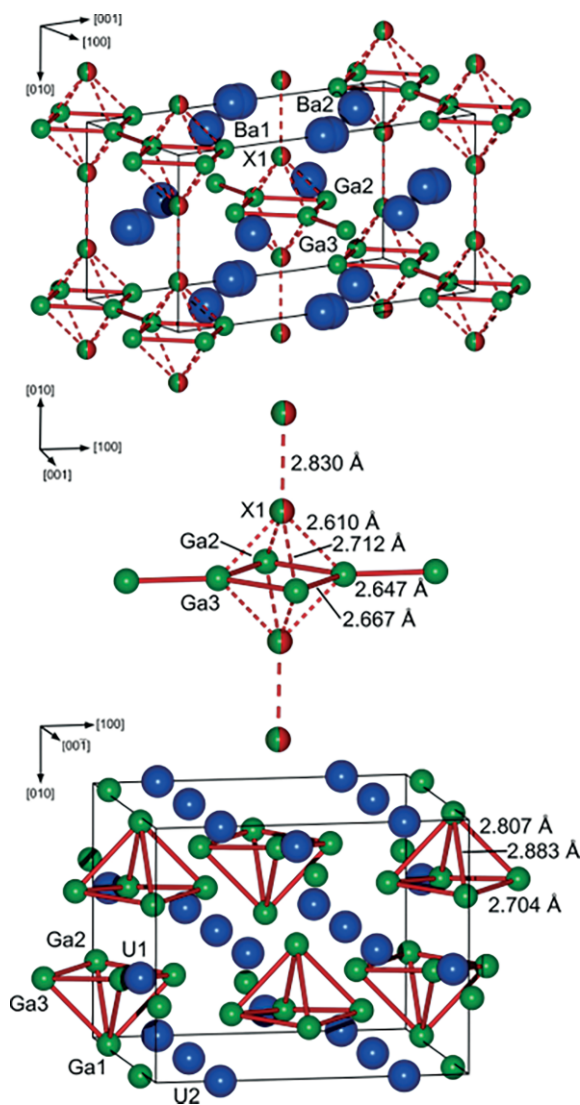 [001]
[100]
[010]
Ba1
Ba2
X1
Ga2
Ga3
[010]
[100]
[001]
2.830 Å
X1
2.610 Å
2.712 Å
Ga2
2.647 Å
Ga3
2.667 Å
[100]
[001̄]
[010]
2.807 Å
2.883 Å
2.704 Å
Ga2
U1
Ga3
Ga1
U2